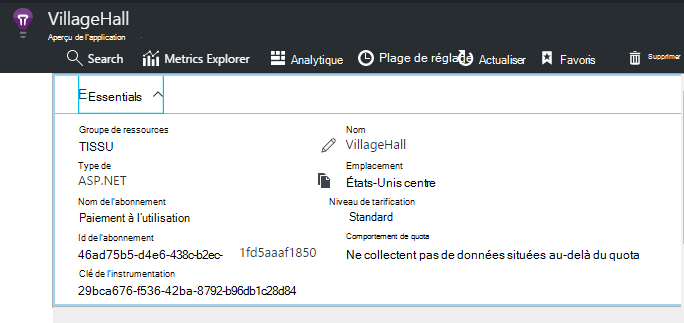 VillageHall
Aperçu de l'application
Search Metrics Explorer Analytique Plage de réglage Actualiser Favoris Supprimer
EEssentials
Groupe de ressources Nom
TISSU VillageHall
Type de Emplacement
ASP.NET États-Unis centre
Nom de l'abonnement Niveau de tarification
Paiement à l'utilisation Standard
Id de l'abonnement Comportement de quota
46ad75b5-d4e6-438c-b2ec- 1fd5aaaf1850 Ne collectent pas de données situées au-delà du quota
Clé de l'instrumentation
29bca676-f536-42ba-8792-b96db1c28d84